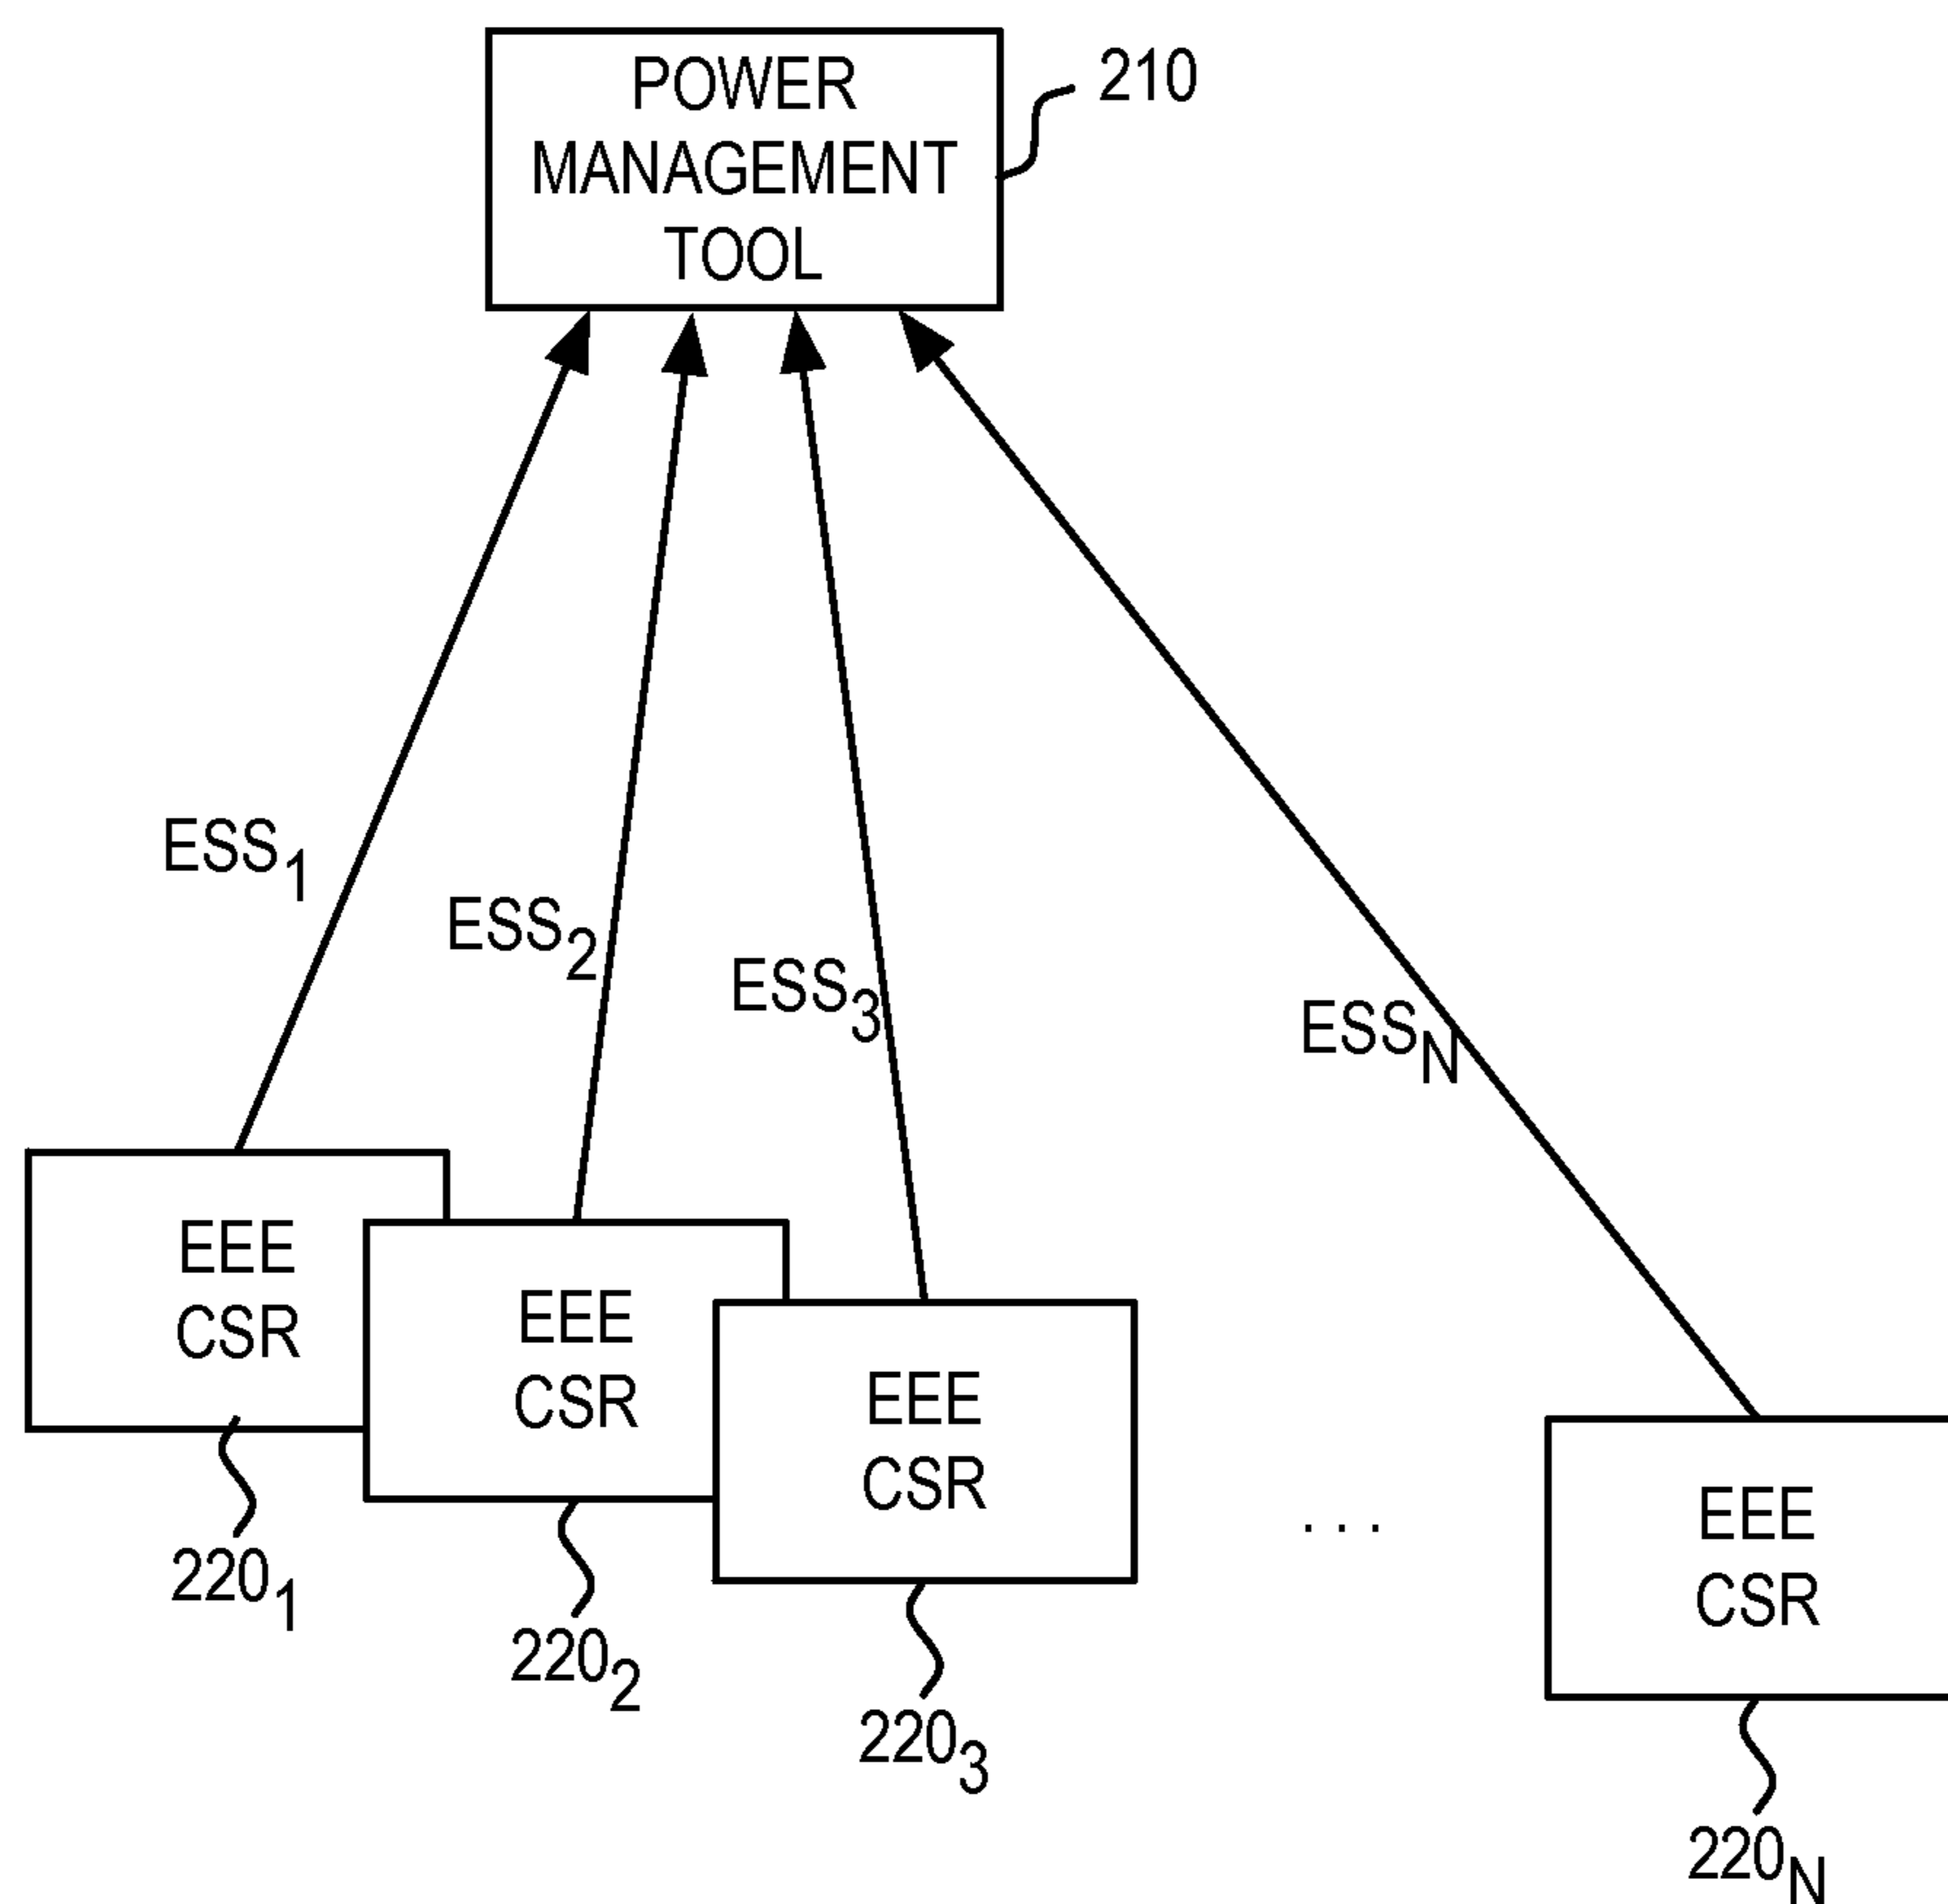 POWER
MANAGEMENT
TOOL
210
ESS1
ESS2
ESS3
ESSN
EEE
CSR
EEE
CSR
EEE
CSR
. . .
EEE
CSR
2201
2202
2203
220N